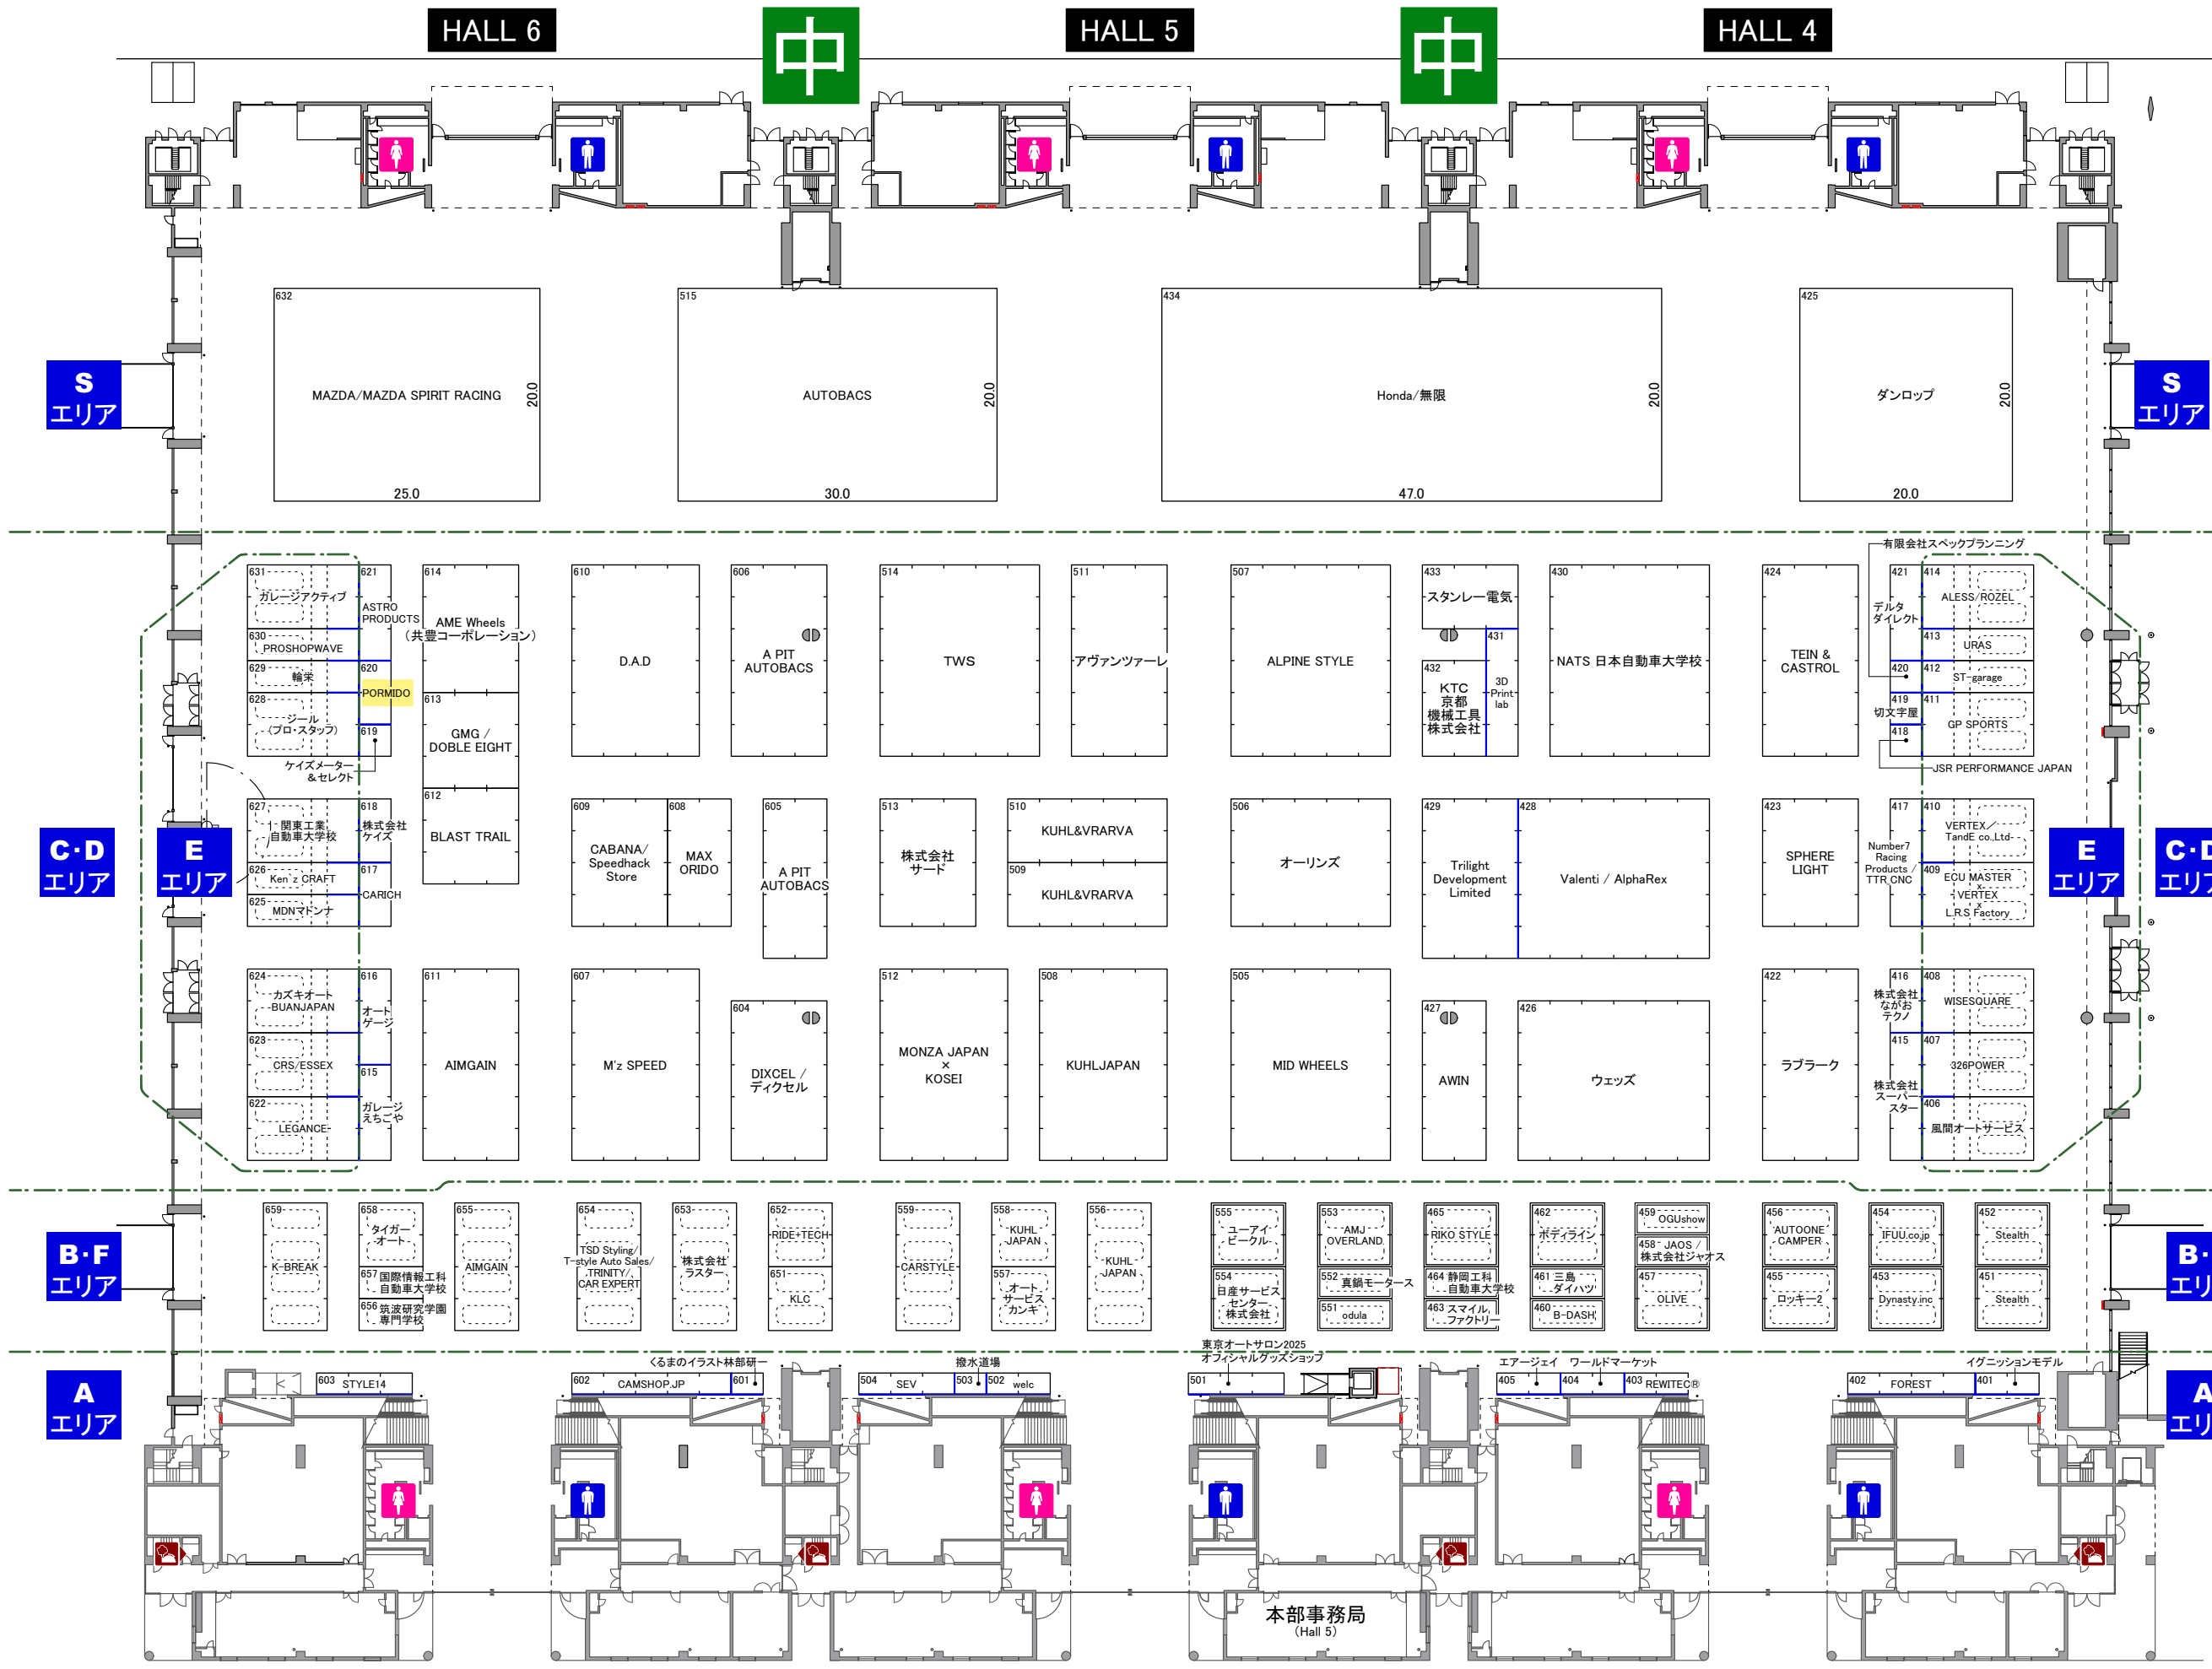 HALL 6
中
HALL 5
中
HALL 4
632
MAZDA/MAZDA SPIRIT RACING
20.0
25.0
515
AUTOBACS
20.0
30.0
434
Honda/無限
20.0
47.0
425
ダンロップ
20.0
20.0
S
エリア
S
エリア
有限会社スペックプランニング
631
ガレージアクティブ
630
PROSHOPWAVE
629
輪栄
628
ジール
(プロ・スタッフ)
621
ASTRO
PRODUCTS
620
PORMIDO
619
ケイズメーター
&セレクト
614
AME Wheels
(共豊コーポレーション)
613
GMG /
DOBLE EIGHT
612
BLAST TRAIL
610
D.A.D
606
A PIT
AUTOBACS
514
TWS
511
アヴァンツァーレ
507
ALPINE STYLE
433
スタンレー電気
431
3D
Print
lab
432
KTC
京都
機械工具
株式会社
430
NATS 日本自動車大学校
424
TEIN &
CASTROL
421
デルタ
ダイレクト
420
419
切文字屋
418
JSR PERFORMANCE JAPAN
414
ALESS/ROZEL
413
URAS
412
ST-garage
411
GP SPORTS
C·D
エリア
E
エリア
627
関東工業
自動車大学校
626
Ken`z CRAFT
625
MDNマドンナ
618
株式会社
ケイズ
617
CARICH
609
CABANA/
Speedhack
Store
608
MAX
ORIDO
605
A PIT
AUTOBACS
513
株式会社
サード
510
KUHL&VRARVA
509
KUHL&VRARVA
506
オーリンズ
429
Trilight
Development
Limited
428
Valenti / AlphaRex
423
SPHERE
LIGHT
417
Number7
Racing
Products /
TTR CNC
410
VERTEX/
TandE co.,Ltd
409
ECU MASTER
x
VERTEX
x
L.R.S Factory
E
エリア
C·D
エリア
624
カズキオート
BUANJAPAN
623
CRS/ESSEX
622
LEGANCE
616
オート
ゲージ
615
ガレージ
えちごや
611
AIMGAIN
607
M'z SPEED
604
DIXCEL /
ディクセル
512
MONZA JAPAN
×
KOSEI
508
KUHLJAPAN
505
MID WHEELS
427
AWIN
426
ウェッズ
422
ラブラーク
416
株式会社
ながお
テクノ
415
株式会社
スーパー
スター
408
WISESQUARE
407
326POWER
406
風間オートサービス
B·F
エリア
659
K-BREAK
658
タイガー
オート
657 国際情報工科
自動車大学校
656 筑波研究学園
専門学校
655
AIMGAIN
654
TSD Styling/
T-style Auto Sales/
TRINITY/
CAR EXPERT
653
株式会社
ラスター
652
RIDE+TECH
651
KLC
559
CARSTYLE
558
KUHL
JAPAN
557
オート
サービス
カンキ
556
KUHL
JAPAN
555
ユーアイ
ビークル
554
日産サービス
センター
株式会社
553
AMJ
OVERLAND
552
真鍋モータース
551
odula
465
RIKO STYLE
464 静岡工科
自動車大学校
463 スマイル
ファクトリー
462
ボディライン
461 三島
ダイハツ
460
B-DASH
459 OGUshow
458 JAOS /
株式会社ジャオス
457
OLIVE
456
AUTOONE
CAMPER
455
ロッキー2
454
IFUU.co.jp
453
Dynasty.inc
452
Stealth
451
Stealth
B·
エリ
A
エリア
603
STYLE14
くるまのイラスト林部研一
602
CAMSHOP.JP
601
撥水道場
504
SEV
503
502
welc
東京オートサロン2025
オフィシャルグッズショップ
501
エアージェイ
ワールドマーケット
405
404
403
REWITEC®
イグニッションモデル
402
FOREST
401
A
エリ
本部事務局
(Hall 5)